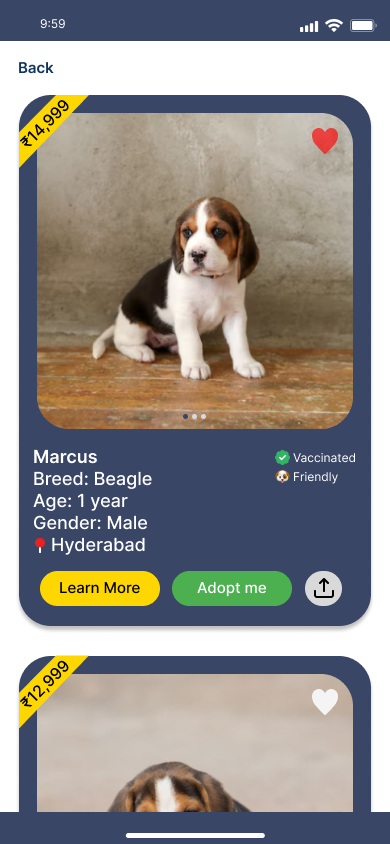 9:59
Back
₹14,999
Marcus
Breed: Beagle
Age: 1 year
Gender: Male
Hyderabad
Vaccinated
Friendly
Learn More
Adopt me
₹12,999